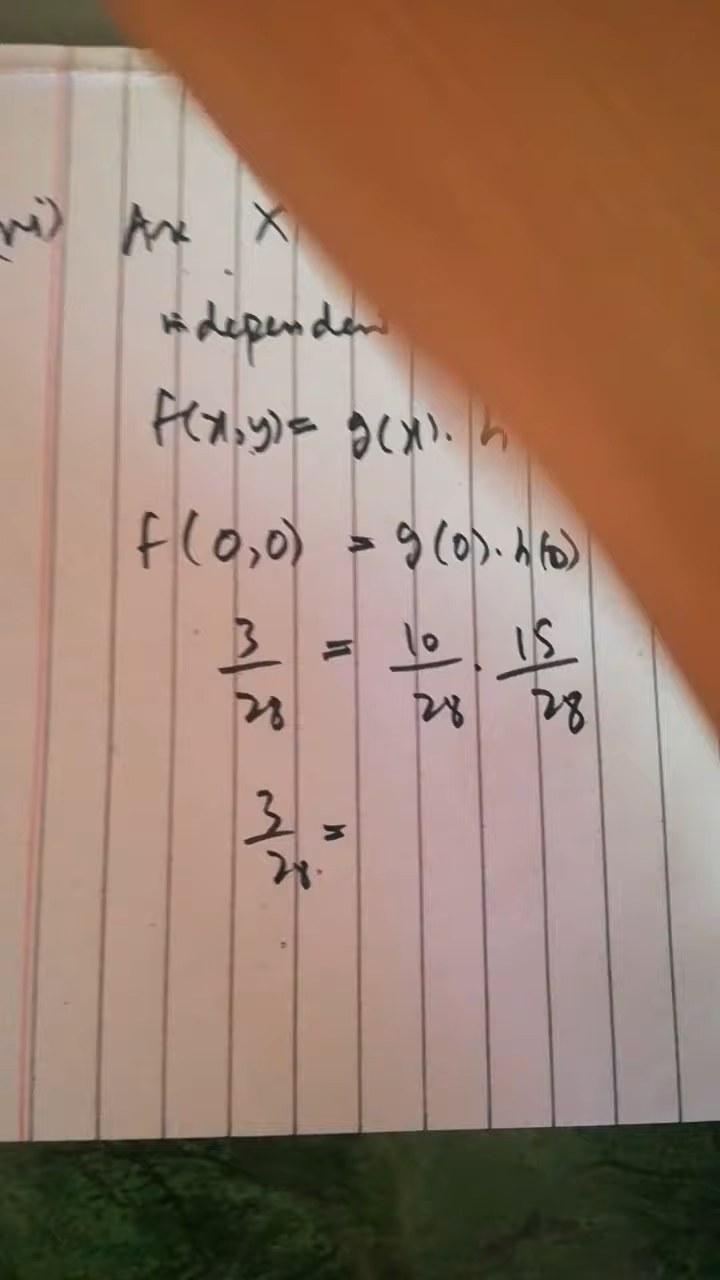 vi) Are X
independen
f(x,y) = g(x). h
f(0,0) = g(0).h(0)
3/28 = 10/28 . 15/28
3/28 =